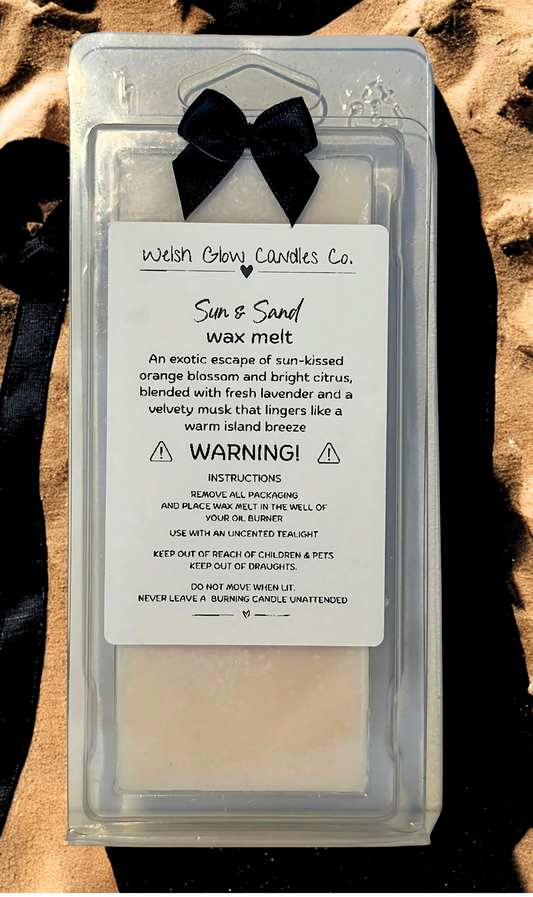 Welsh Glow Candles Co.
Sun & Sand
wax melt
An exotic escape of sun-kissed
orange blossom and bright citrus,
blended with fresh lavender and a
velvety musk that lingers like a
warm island breeze
WARNING!
INSTRUCTIONS
REMOVE ALL PACKAGING
AND PLACE WAX MELT IN THE WELL OF
YOUR OIL BURNER
USE WITH AN UNCENTED TEALIGHT
KEEP OUT OF REACH OF CHILDREN & PETS
KEEP OUT OF DRAUGHTS.
DO NOT MOVE WHEN LIT.
NEVER LEAVE A BURNING CANDLE UNATTENDED